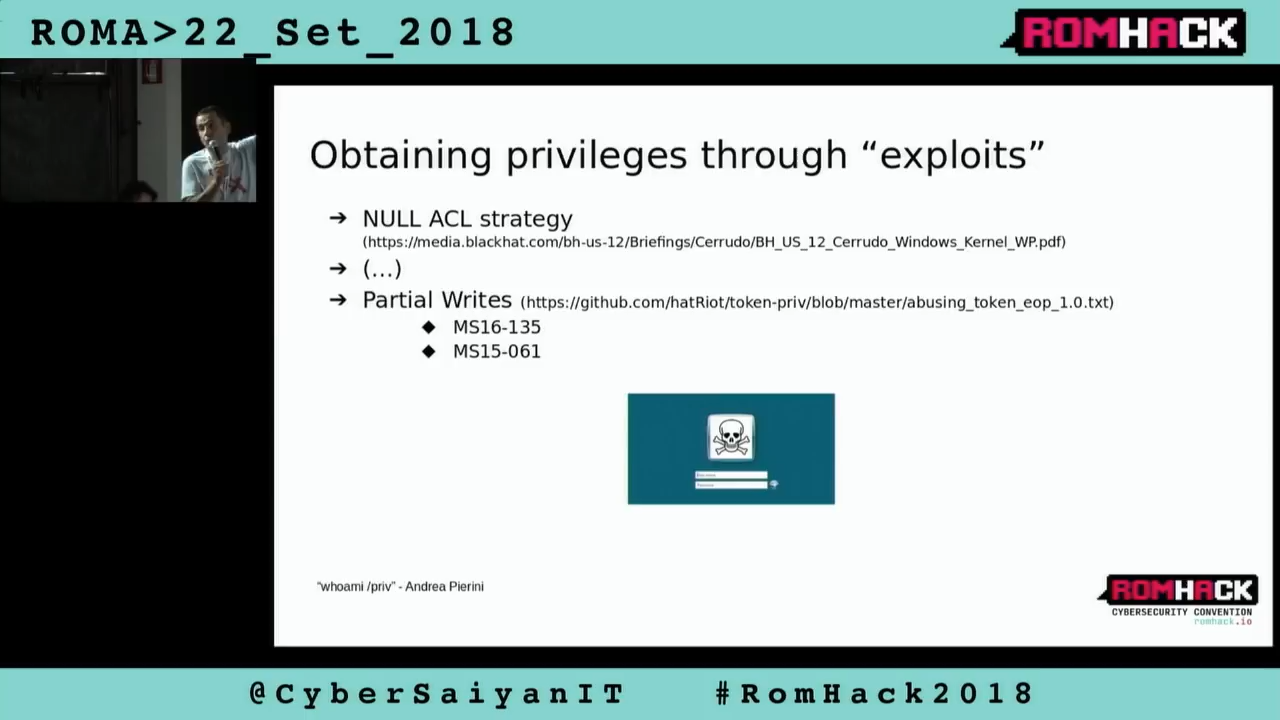 ROMA>22_Set_2018
ROMHACK
Obtaining privileges through “exploits”
➔ NULL ACL strategy
(https://media.blackhat.com/bh-us-12/Briefings/Cerrudo/BH_US_12_Cerrudo_Windows_Kernel_WP.pdf)
➔ (…)
➔ Partial Writes (https://github.com/hatRiot/token-priv/blob/master/abusing_token_eop_1.0.txt)
◆ MS16-135
◆ MS15-061
“whoami /priv” - Andrea Pierini
ROMHACK
CYBERSECURITY CONVENTION
romhack.io
@CyberSaiyanIT #RomHack2018